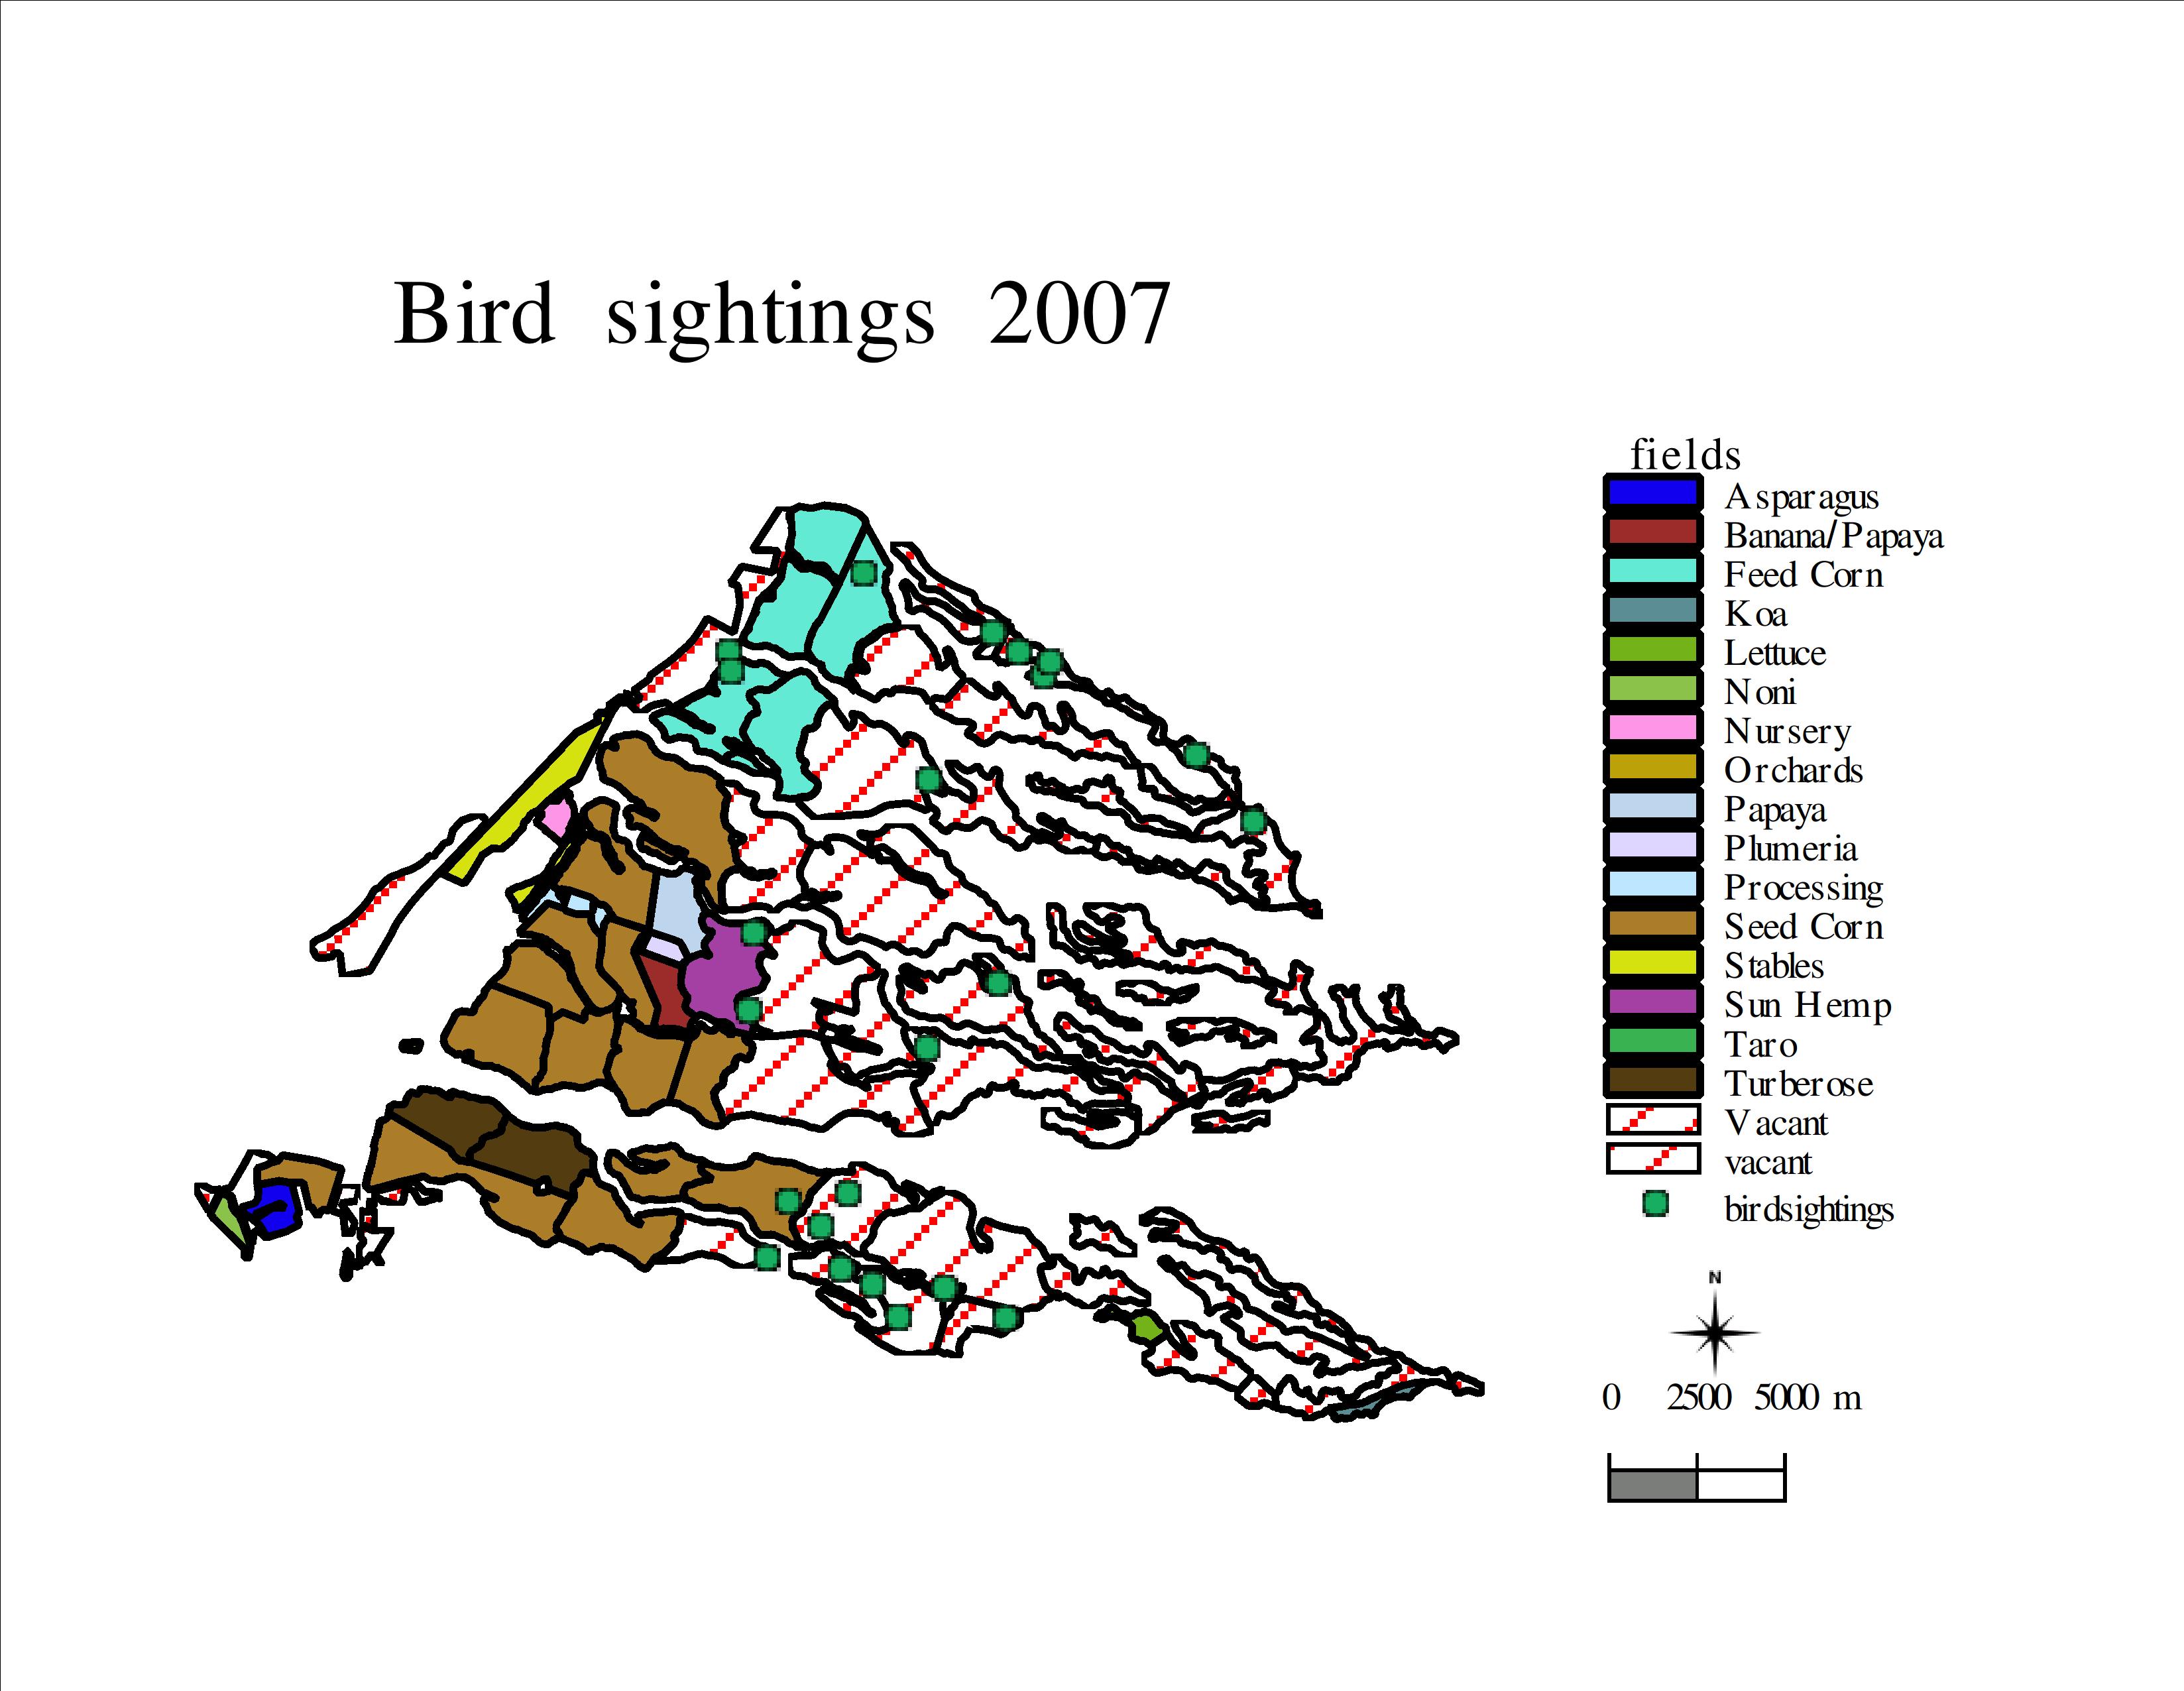 Bird sightings 2007
fields
Asparagus
Banana/Papaya
Feed Corn
Koa
Lettuce
Noni
Nursery
Orchards
Papaya
Plumeria
Processing
Seed Corn
Stables
Sun Hemp
Taro
Turberose
Vacant
vacant
birdsightings
N
0 2500 5000 m